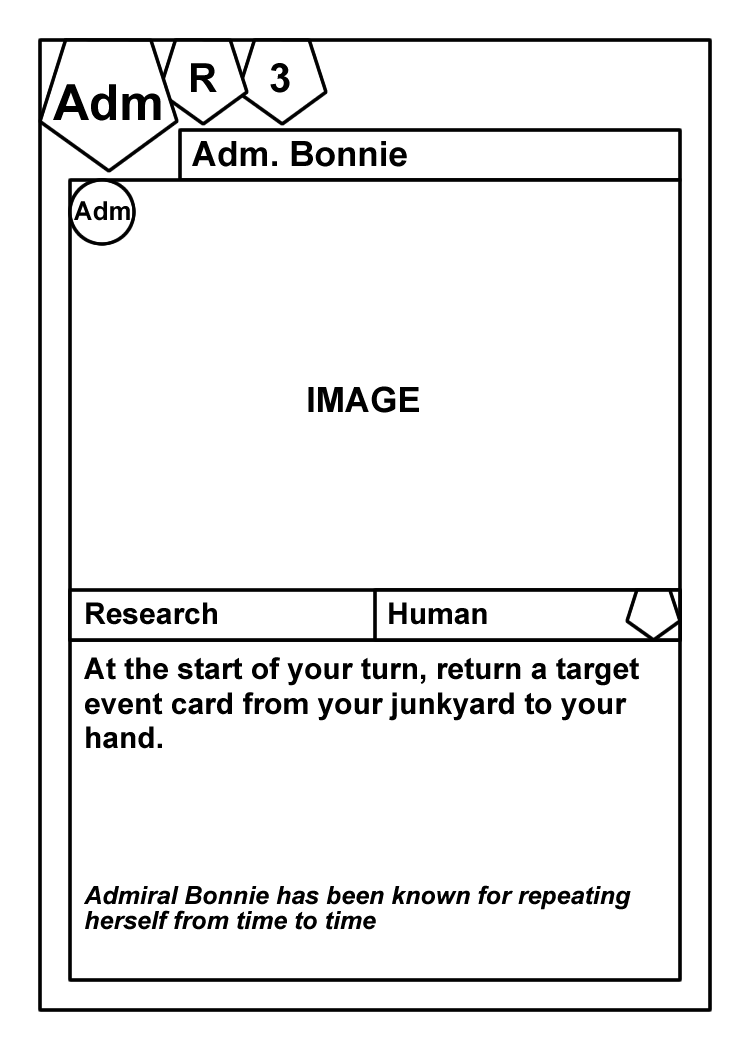 Adm R 3
Adm. Bonnie
Adm
IMAGE
Research Human
At the start of your turn, return a target
event card from your junkyard to your
hand.
Admiral Bonnie has been known for repeating
herself from time to time